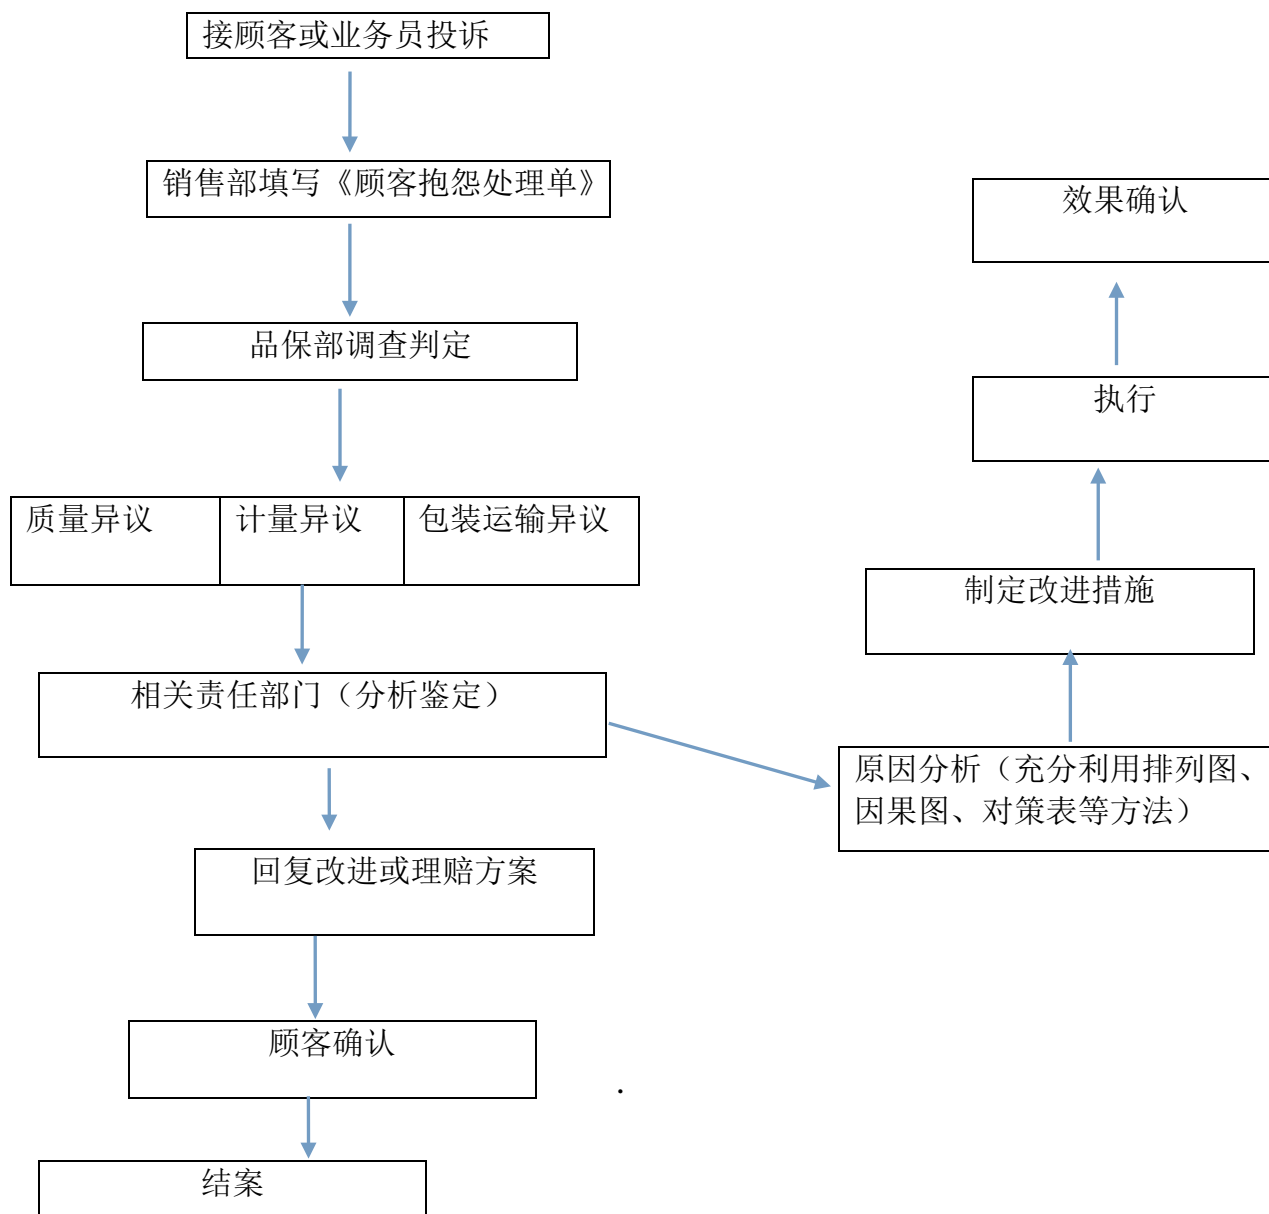 接顾客或业务员投诉
销售部填写《顾客抱怨处理单》
品保部调查判定
质量异议
计量异议
包装运输异议
相关责任部门（分析鉴定）
回复改进或理赔方案
顾客确认
.
结案
效果确认
执行
制定改进措施
原因分析（充分利用排列图、
因果图、对策表等方法）